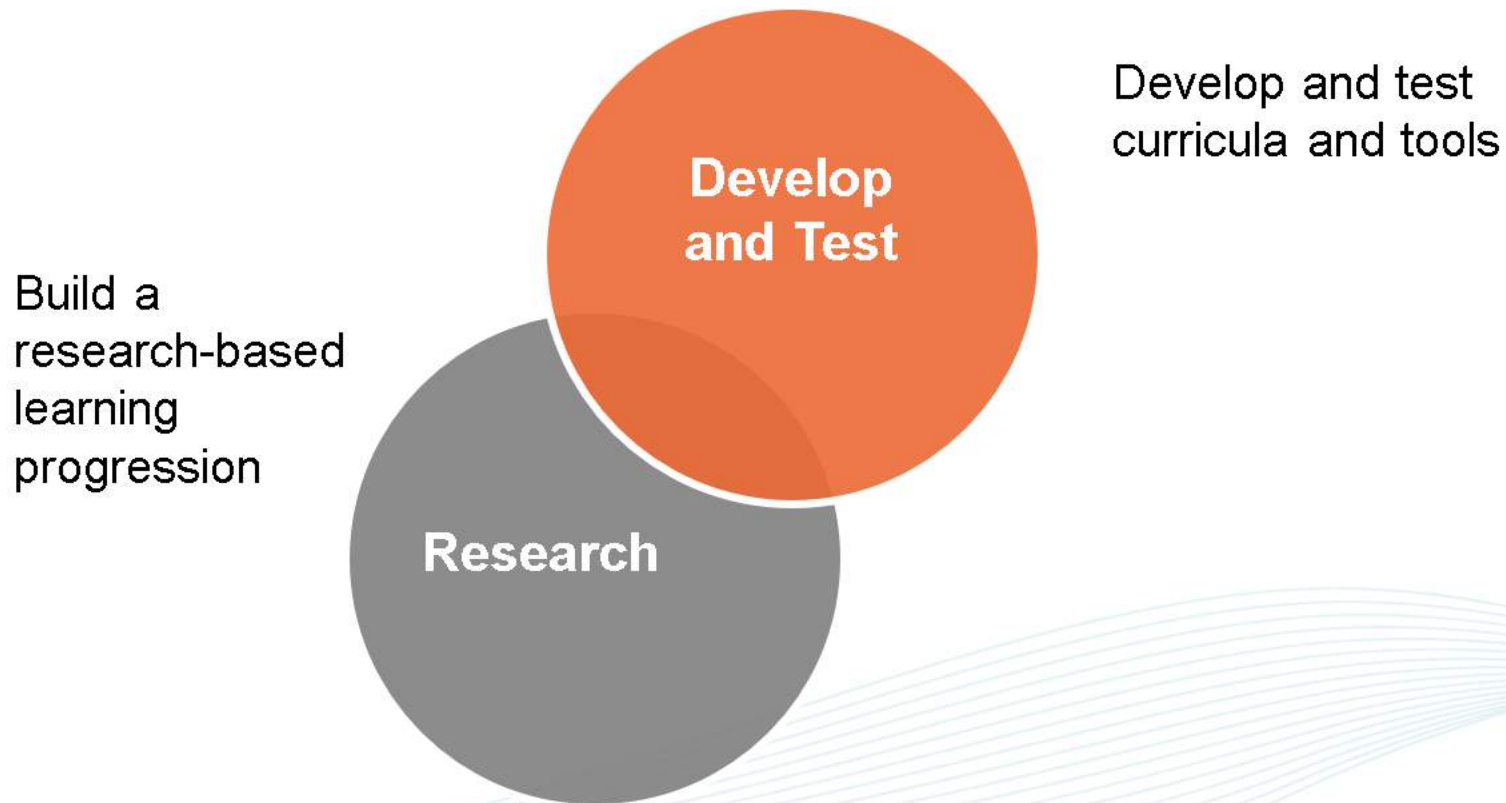 Develop and test
curricula and tools
Develop
and Test
Build a
research-based
learning
progression
Research